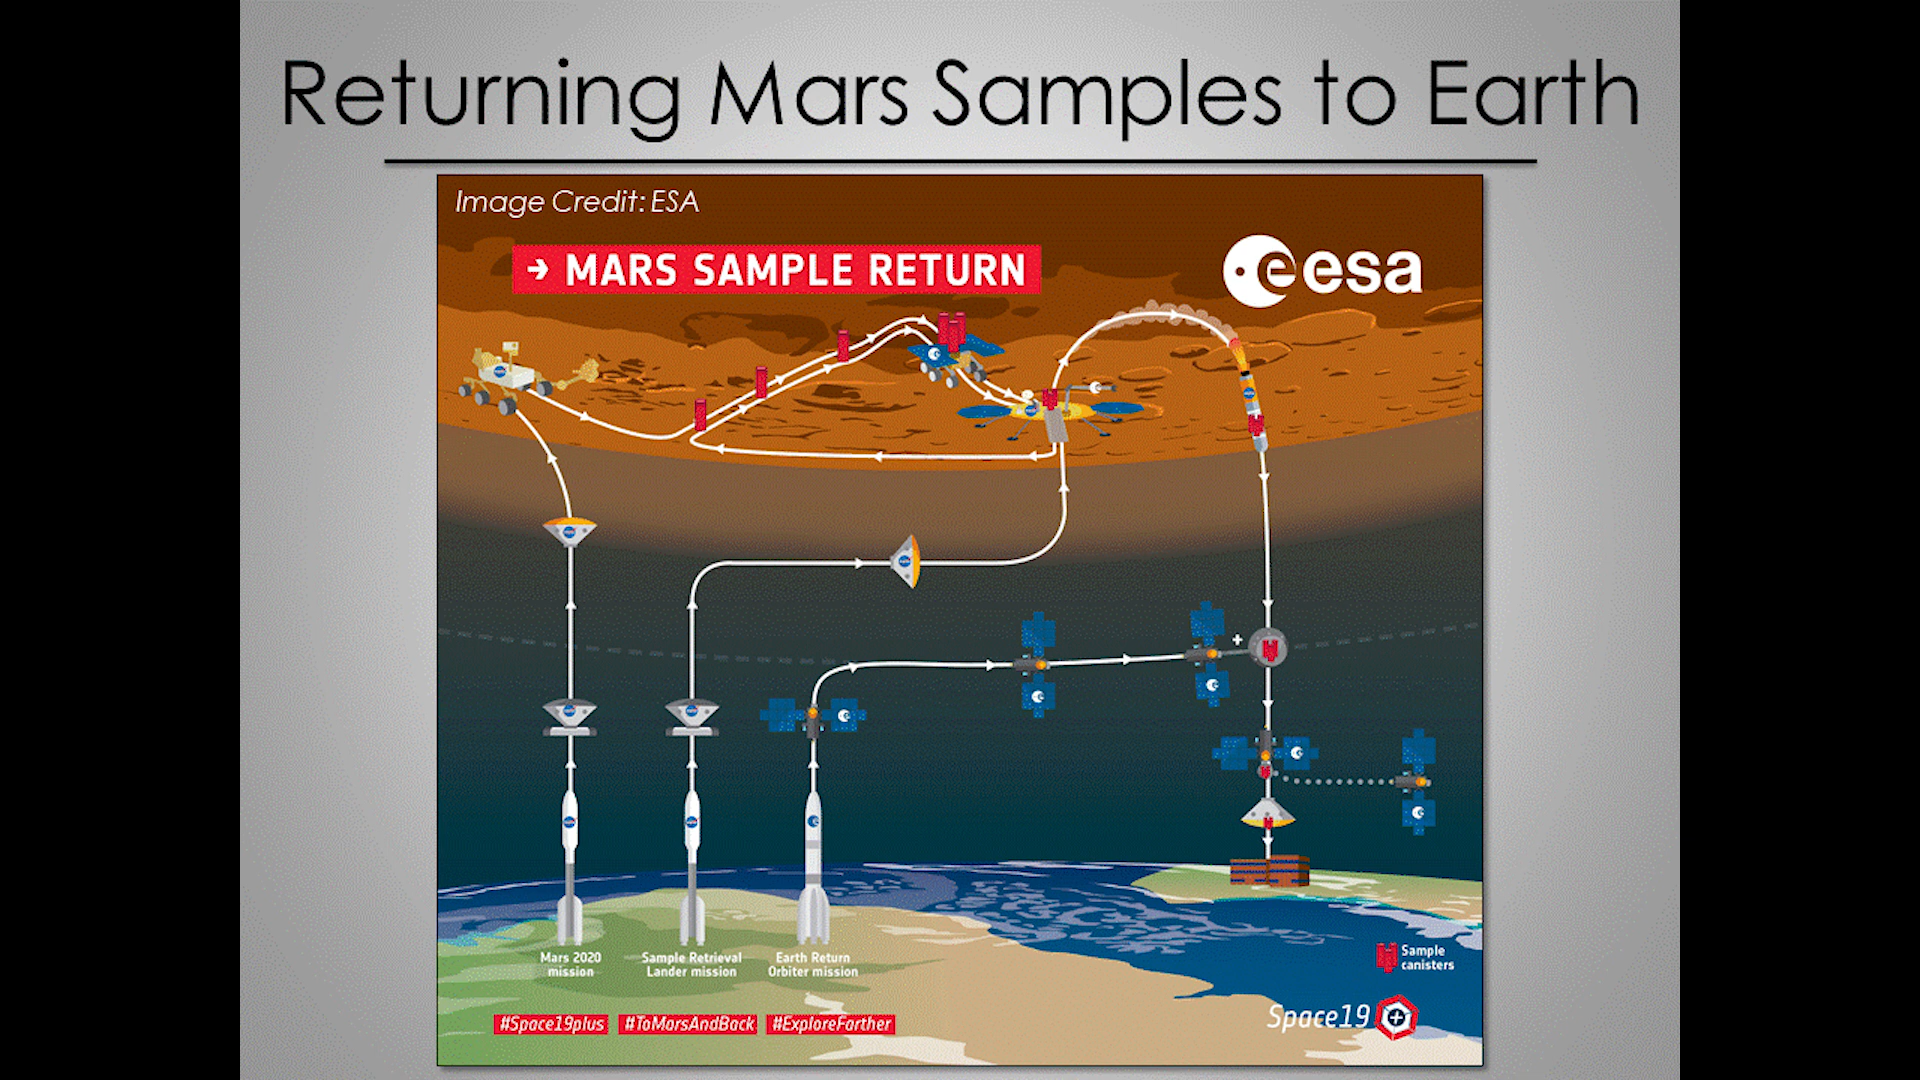 Returning Mars Samples to Earth
Image Credit: ESA
→ MARS SAMPLE RETURN
esa
Mars 2020
mission
Sample Retrieval
Lander mission
Earth Return
Orbiter mission
Sample
canisters
#Space19plus #ToMarsAndBack #ExploreFarther
Space19+